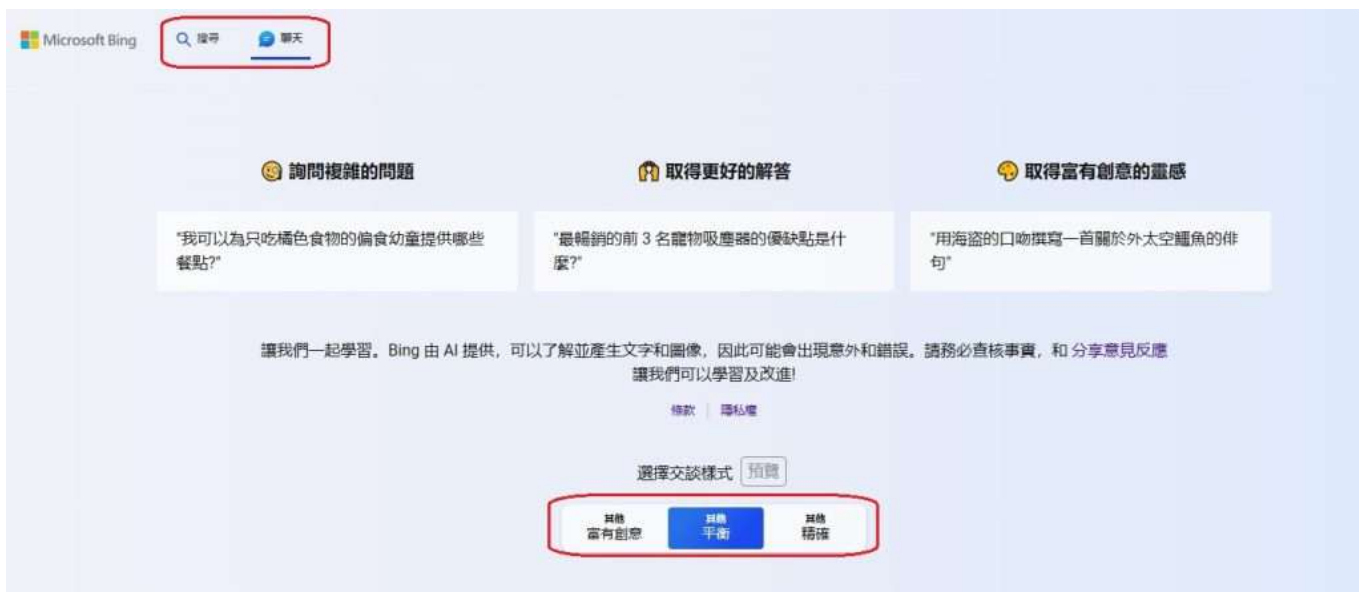 Microsoft Bing
搜尋
聊天
詢問複雜的問題
取得更好的解答
取得富有創意的靈感
"我可以為只吃橘色食物的偏食幼童提供哪些
餐點?"
"最暢銷的前 3 名寵物吸塵器的優缺點是什
麼?"
"用海盜的口吻撰寫一首關於外太空鱷魚的俳
句"
讓我們一起學習。Bing 由 AI 提供，可以了解並產生文字和圖像，因此可能會出現意外和錯誤。請務必查核事實，和 分享意見反應
讓我們可以學習及改進!
條款 | 隱私權
選擇交談樣式 預覽
其他
富有創意
其他
平衡
其他
精確